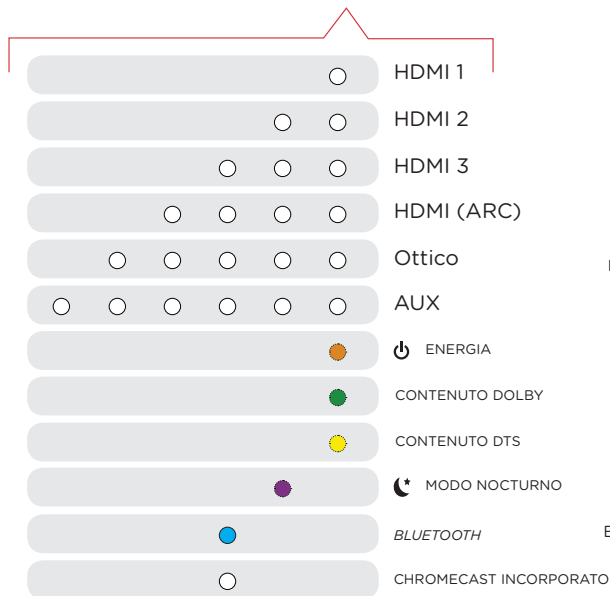 HDMI 1
HDMI 2
HDMI 3
HDMI (ARC)
Ottico
AUX
ENERGIA
CONTENUTO DOLBY
CONTENUTO DTS
MODO NOCTURNO
BLUETOOTH
CHROMECAST INCORPORATO